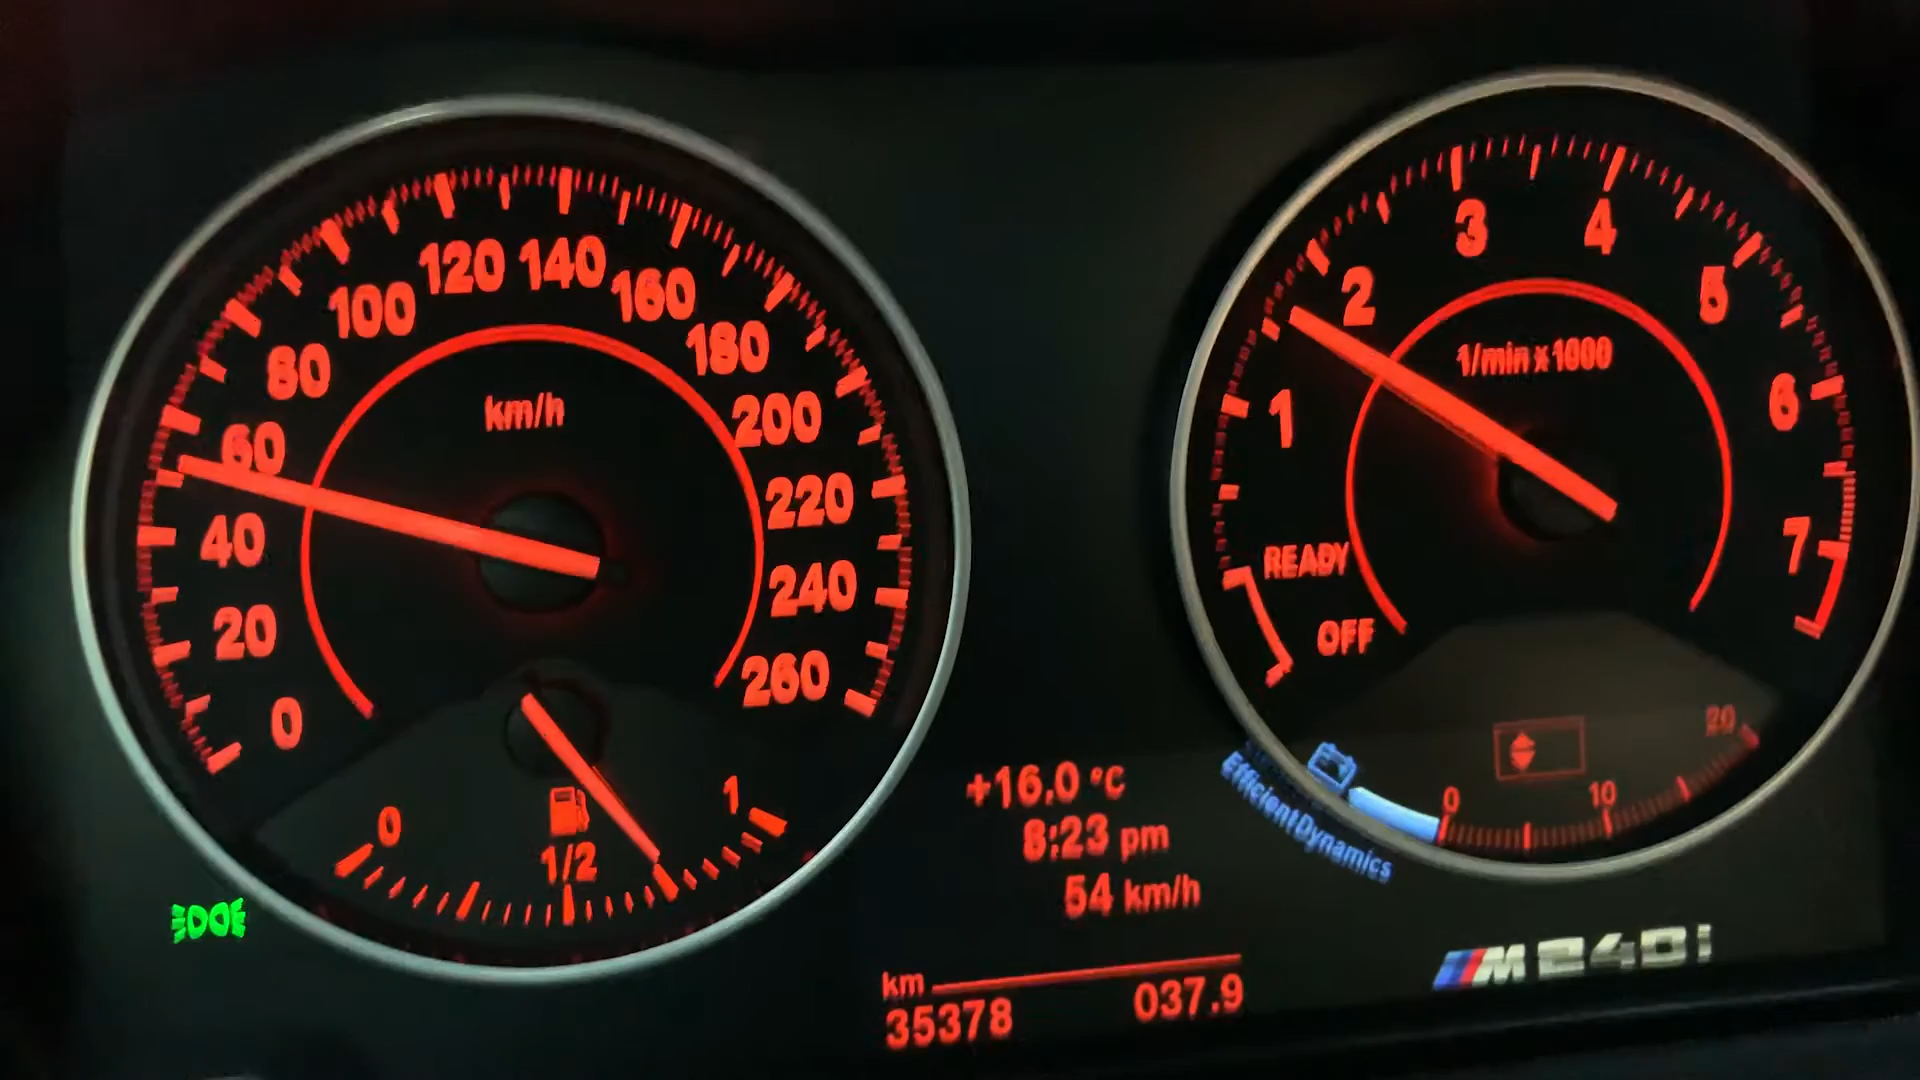 km/h
0
20
40
60
80
100
120
140
160
180
200
220
240
260
0
1/2
1
+16.0 °C
8:23 pm
54 km/h
km
35378
037.9
1/min x 1000
OFF
READY
1
2
3
4
5
6
7
EfficientDynamics
0
10
20
M240i